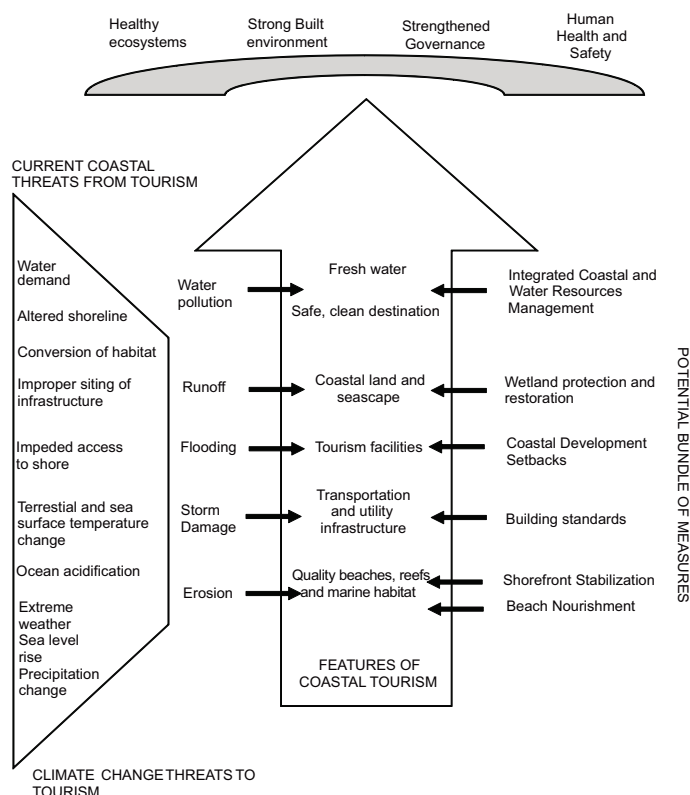 Healthy
ecosystems
Strong Built
environment
Strengthened
Governance
Human
Health and
Safety
CURRENT COASTAL
THREATS FROM TOURISM
Water
demand
Altered shoreline
Conversion of habitat
Improper siting of
infrastructure
Impeded access
to shore
Terrestial and sea
surface temperature
change
Ocean acidification
Extreme
weather
Sea level
rise
Precipitation
change
CLIMATE CHANGE THREATS TO
TOURISM
Water
pollution
Runoff
Flooding
Storm
Damage
Erosion
Fresh water
Safe, clean destination
Coastal land and
seascape
Tourism facilities
Transportation
and utility
infrastructure
Quality beaches, reefs
and marine habitat
FEATURES OF
COASTAL TOURISM
Integrated Coastal and
Water Resources
Management
Wetland protection and
restoration
Coastal Development
Setbacks
Building standards
Shorefront Stabilization
Beach Nourishment
POTENTIAL BUNDLE OF MEASURES